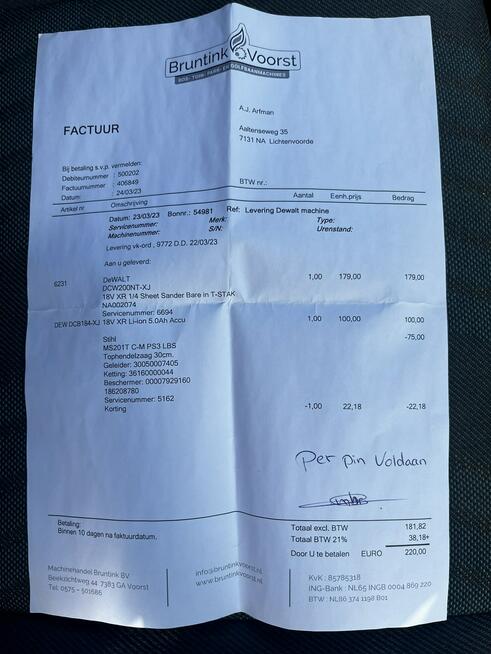 Bruntink Voorst
BOS- TUIN- PARK- EN GOLFBAANMACHINES
A.J. Arfman
FACTUUR
Aaltenseweg 35
7131 NA Lichtenvoorde
Bij betaling s.v.p. vermelden:
Debiteurnummer : 500202
Factuurnummer : 406849
Datum: : 24/03/23
BTW nr.:
Artikel nr Omschrijving Aantal Eenh.prijs Bedrag
Datum: 23/03/23 Bonnr.: 54981 Ref: Levering Dewalt machine
Servicenummer: Merk: Type:
Machinenummer: S/N: Urenstand:
Levering vk-ord , 9772 D.D. 22/03/23
Aan u geleverd:
6231 DeWALT 1,00 179,00 179,00
DCW200NT-XJ
18V XR 1/4 Sheet Sander Bare in T-STAK
NA002074
Servicenummer: 6694
DEW DCB184-XJ 18V XR Li-ion 5.0Ah Accu 1,00 100,00 100,00
Stihl -75,00
MS201T C-M PS3 LBS
Tophendelzaag 30cm.
Geleider: 30050007405
Ketting: 36160000044
Beschermer: 00007929160
186208780
Servicenummer: 5162
Korting -1,00 22,18 -22,18
Per pin Voldaan
Betaling:
Binnen 10 dagen na faktuurdatum.
Totaal excl. BTW 181,82
Totaal BTW 21% 38,18+
Door U te betalen EURO 220,00
Machinehandel Bruntink BV
Beekzichtweg 44 7383 GA Voorst
Tel: 0575 - 501686
info@bruntinkvoorst.nl
www.bruntinkvoorst.nl
KvK : 85785318
ING-Bank : NL65 INGB 0004 869 220
BTW : NL86 374 1198 B01